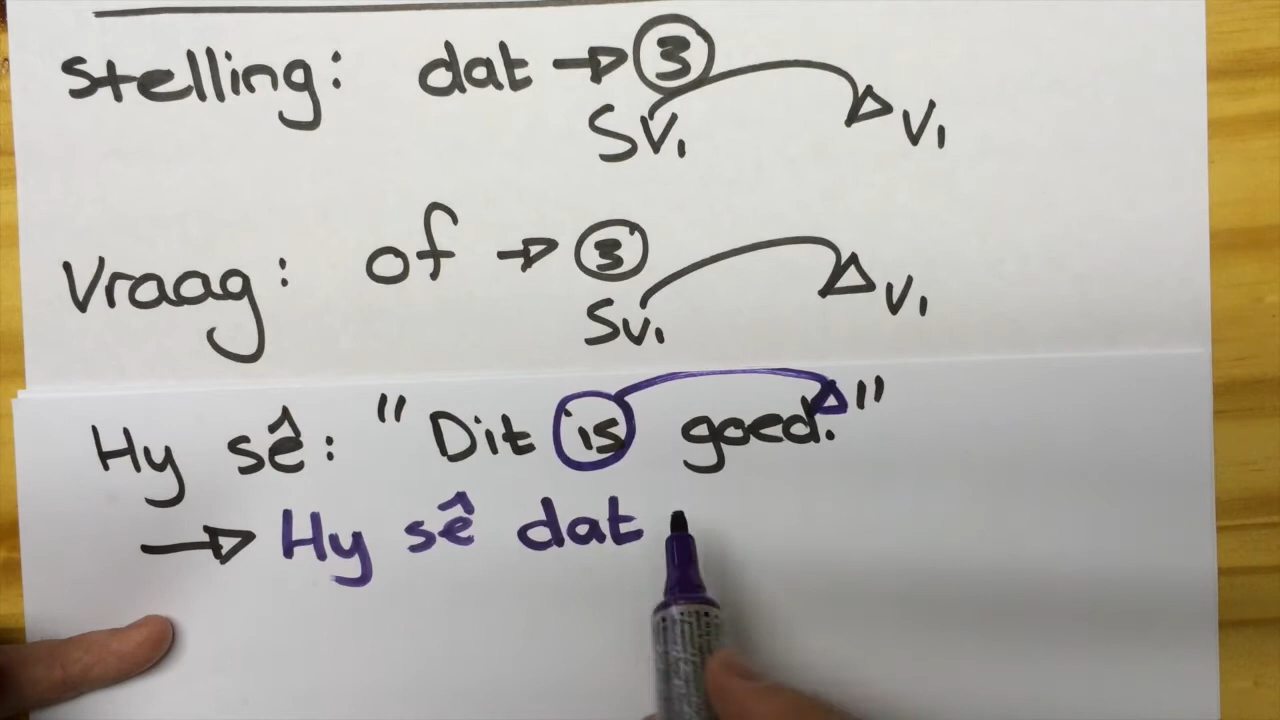 Stelling: dat → 3
SV₁ V₁
Vraag: of → 3
SV₁ V₁
Hy sê: "Dit is goed."
→ Hy sê dat